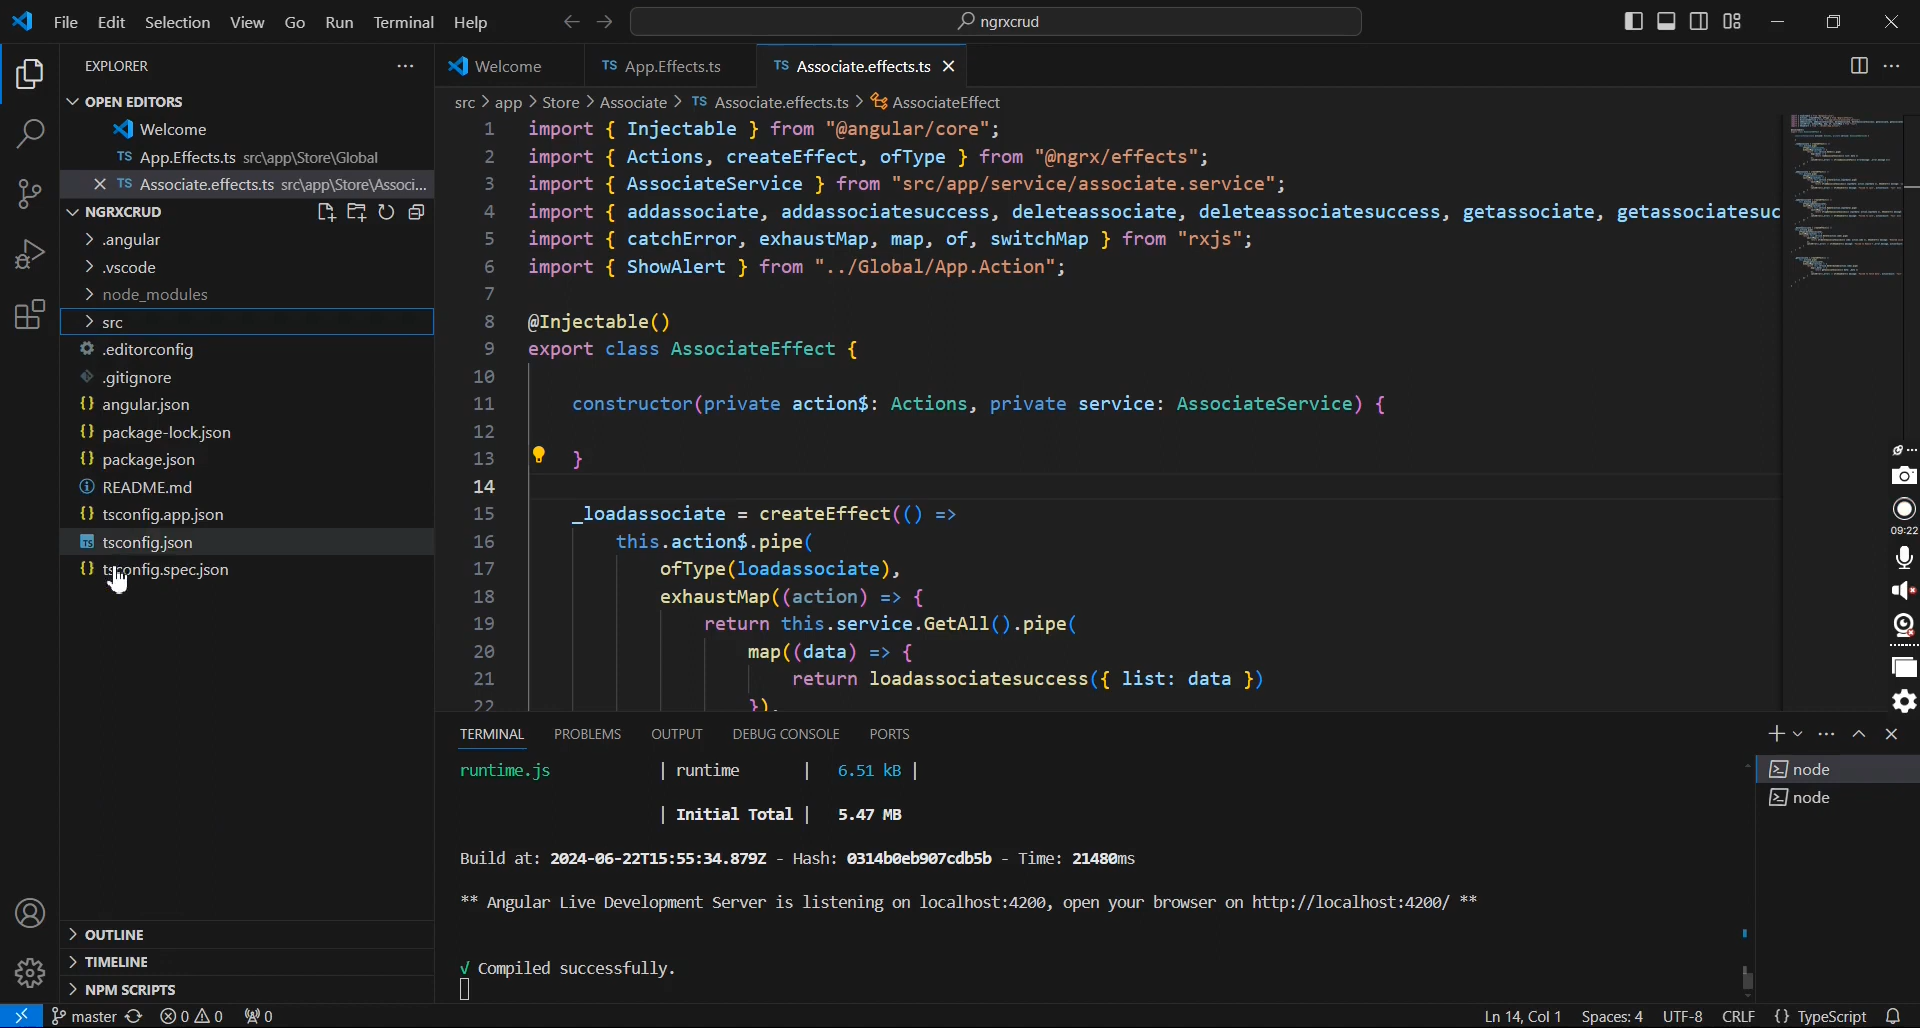 File Edit Selection View Go Run Terminal Help
ngrxcrud
EXPLORER
OPEN EDITORS
Welcome
TS App.Effects.ts src\app\Store\Global
TS Associate.effects.ts src\app\Store\Associ...
NGRXCRUD
.angular
.vscode
node_modules
src
.editorconfig
.gitignore
{} angular.json
{} package-lock.json
{} package.json
README.md
{} tsconfig.app.json
TS tsconfig.json
{} tsconfig.spec.json
OUTLINE
TIMELINE
NPM SCRIPTS
Welcome TS App.Effects.ts TS Associate.effects.ts
src > app > Store > Associate > TS Associate.effects.ts > AssociateEffect
1 import { Injectable } from "@angular/core";
2 import { Actions, createEffect, ofType } from "@ngrx/effects";
3 import { AssociateService } from "src/app/service/associate.service";
4 import { addassociate, addassociatesuccess, deleteassociate, deleteassociatesuccess, getassociate, getassociatesuc
5 import { catchError, exhaustMap, map, of, switchMap } from "rxjs";
6 import { ShowAlert } from "../Global/App.Action";
7
8 @Injectable()
9 export class AssociateEffect {
10
11 constructor(private action$: Actions, private service: AssociateService) {
12
13 }
14
15 _loadassociate = createEffect(() =>
16 this.action$.pipe(
17 ofType(loadassociate),
18 exhaustMap((action) => {
19 return this.service.GetAll().pipe(
20 map((data) => {
21 return loadassociatesuccess({ list: data })
22 }),
09:22
TERMINAL PROBLEMS OUTPUT DEBUG CONSOLE PORTS
runtime.js | runtime | 6.51 kB |
| Initial Total | 5.47 MB
Build at: 2024-06-22T15:55:34.879Z - Hash: 0314b0eb907cdb5b - Time: 21480ms
** Angular Live Development Server is listening on localhost:4200, open your browser on http://localhost:4200/ **
√ Compiled successfully.
node
node
master 0 0 0
Ln 14, Col 1 Spaces: 4 UTF-8 CRLF {} TypeScript